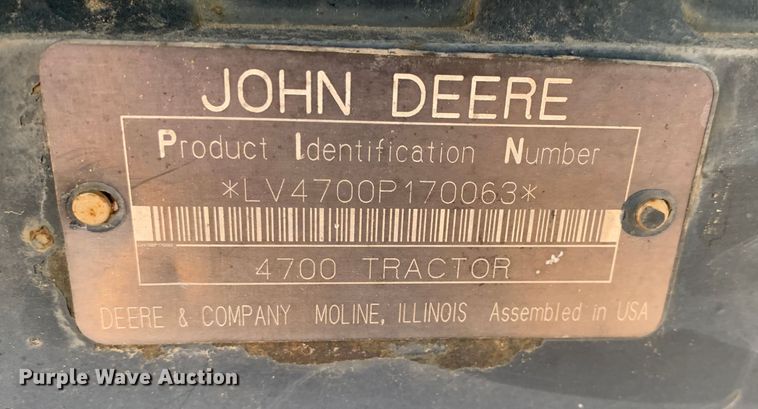 JOHN DEERE
Product Identification Number
*LV4700P170063*
4700 TRACTOR
DEERE & COMPANY MOLINE, ILLINOIS Assembled in USA
Purple Wave Auction